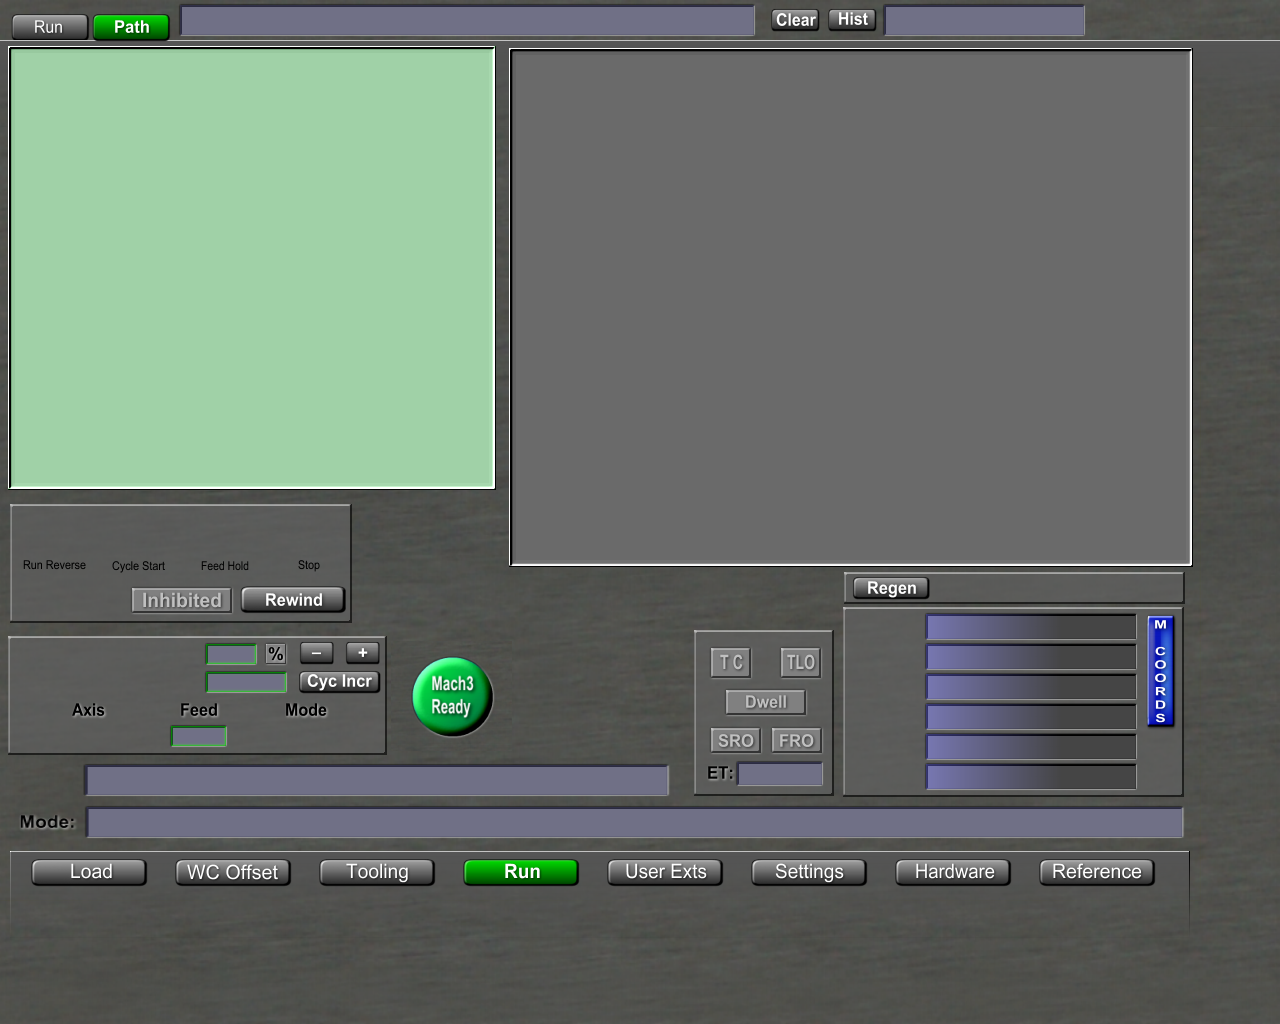 Run Path Clear Hist
Run Reverse Cycle Start Feed Hold Stop
Inhibited Rewind
Regen
% – +
Cyc Incr
Axis Feed Mode
Mach3
Ready
T C TLO
Dwell
SRO FRO
ET:
M COORDS
Mode:
Load WC Offset Tooling Run User Exts Settings Hardware Reference